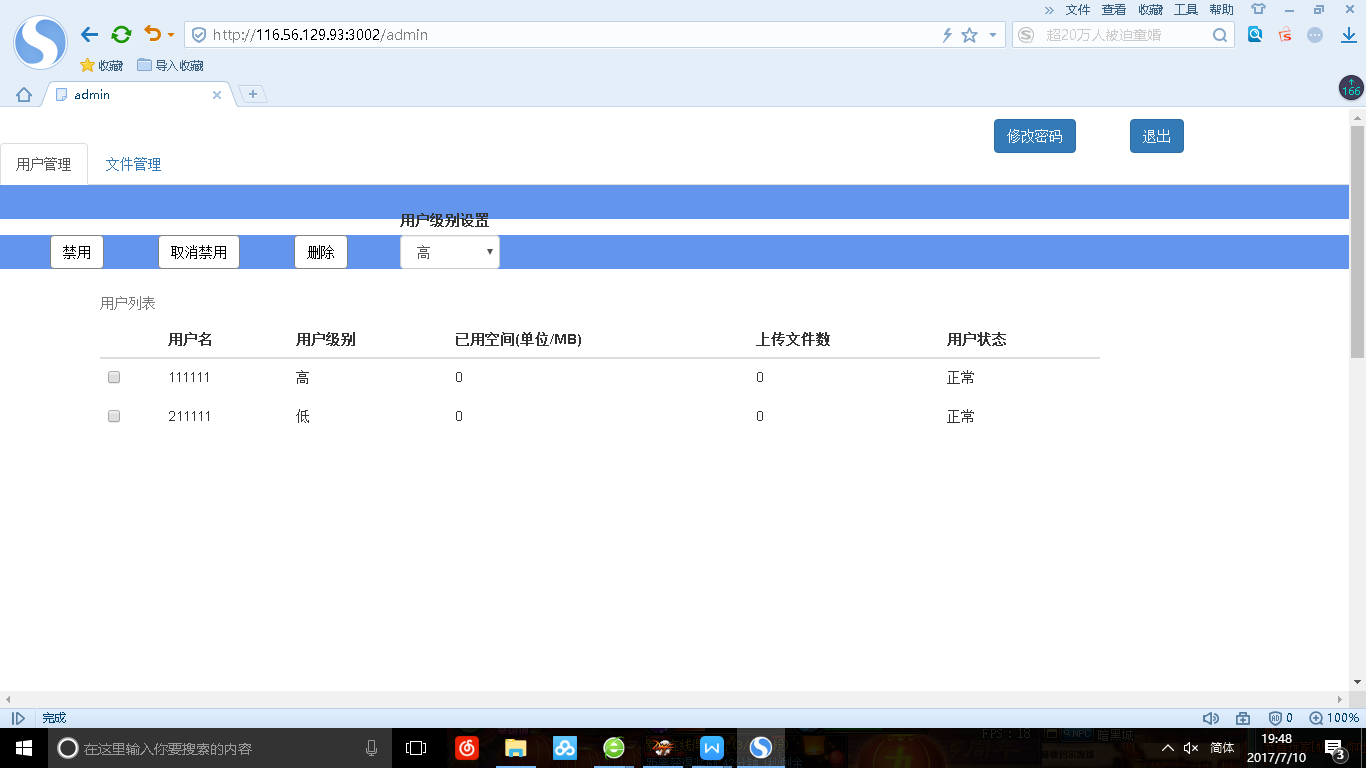 文件 查看 收藏 工具 帮助
http://116.56.129.93:3002/admin
超20万人被迫童婚
收藏 导入收藏
admin
166
修改密码 退出
用户管理 文件管理
用户级别设置
禁用 取消禁用 删除 高
用户列表
用户名 用户级别 已用空间(单位/MB) 上传文件数 用户状态
111111 高 0 0 正常
211111 低 0 0 正常
完成
0 100%
在这里输入你要搜索的内容
FPS : 18 NPC 暗黑城
简体
19:48
2017/7/10
3